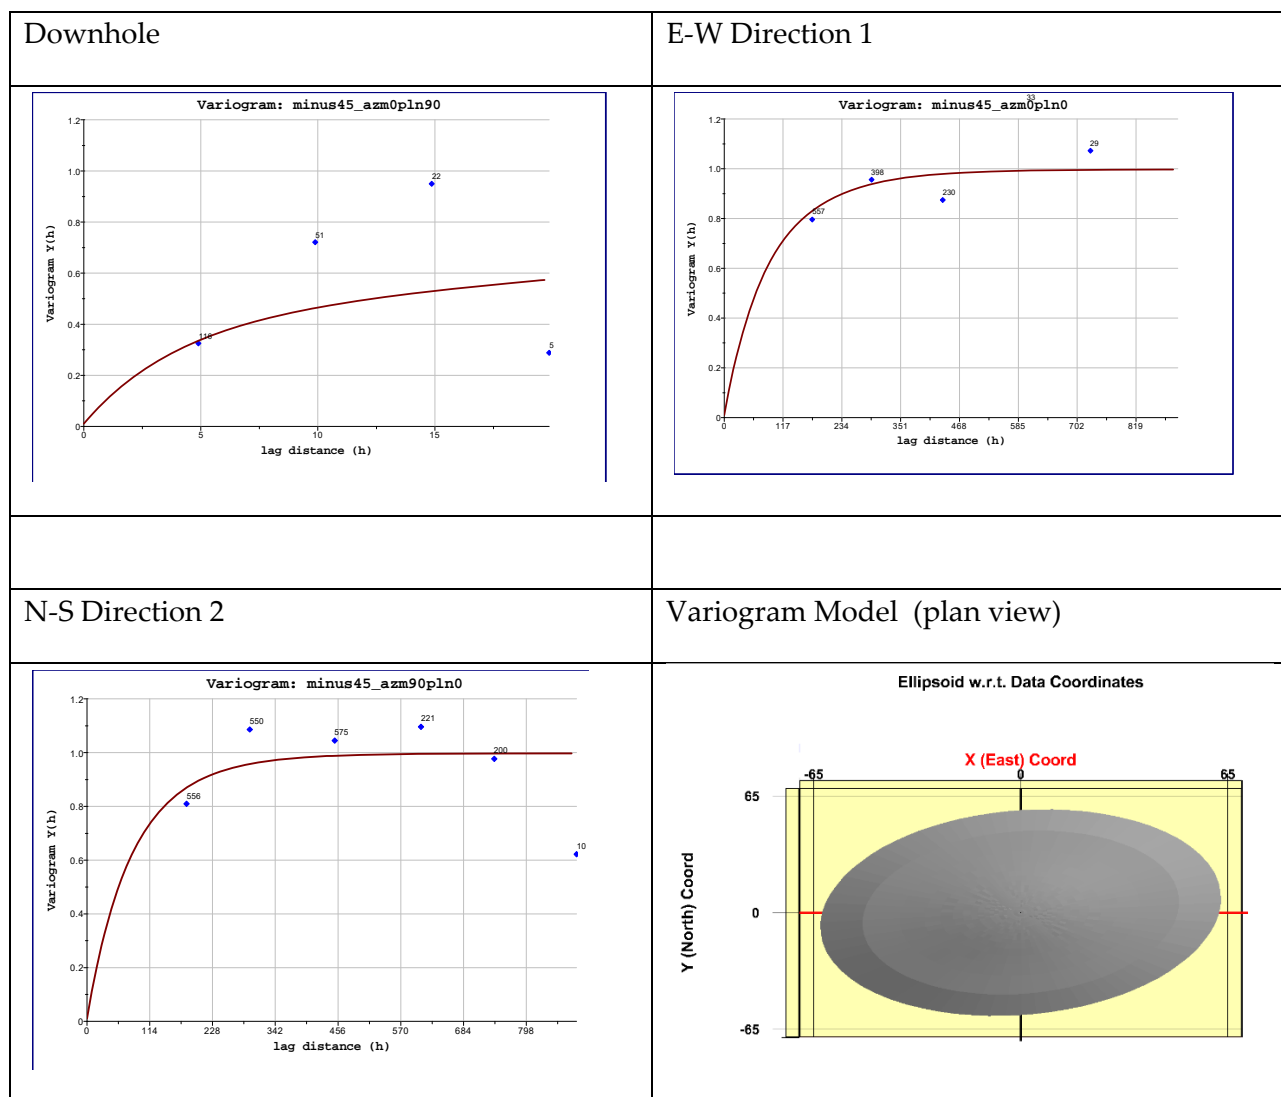 Downhole
E-W Direction 1
Variogram: minus45_azm0pln90
1.2
1.0
0.8
0.6
0.4
0.2
0
Variogram Y(h)
116
51
22
5
0 5 10 15
lag distance (h)
Variogram: minus45_azm0pln0
33
1.2
1.0
0.8
0.6
0.4
0.2
0
Variogram Y(h)
557
398
230
29
0 117 234 351 468 585 702 819
lag distance (h)
N-S Direction 2
Variogram Model (plan view)
Variogram: minus45_azm90pln0
1.2
1.0
0.8
0.6
0.4
0.2
0
Variogram Y(h)
556
550
575
221
200
10
0 114 228 342 456 570 684 798
lag distance (h)
Ellipsoid w.r.t. Data Coordinates
X (East) Coord
-65 0 65
65
0
-65
Y (North) Coord